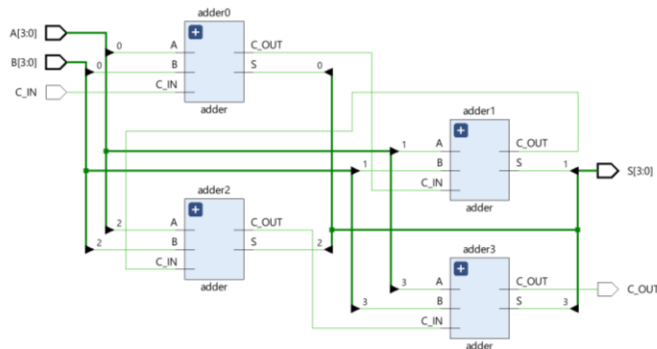 adder0
A[3:0]
0
A
C_OUT
B[3:0]
0
B
S
0
C_IN
C_IN
adder
adder1
1
A
C_OUT
1
B
S
1
S[3:0]
C_IN
adder
adder2
2
A
C_OUT
2
B
S
2
C_IN
adder
adder3
3
A
C_OUT
C_OUT
3
B
S
3
C_IN
adder